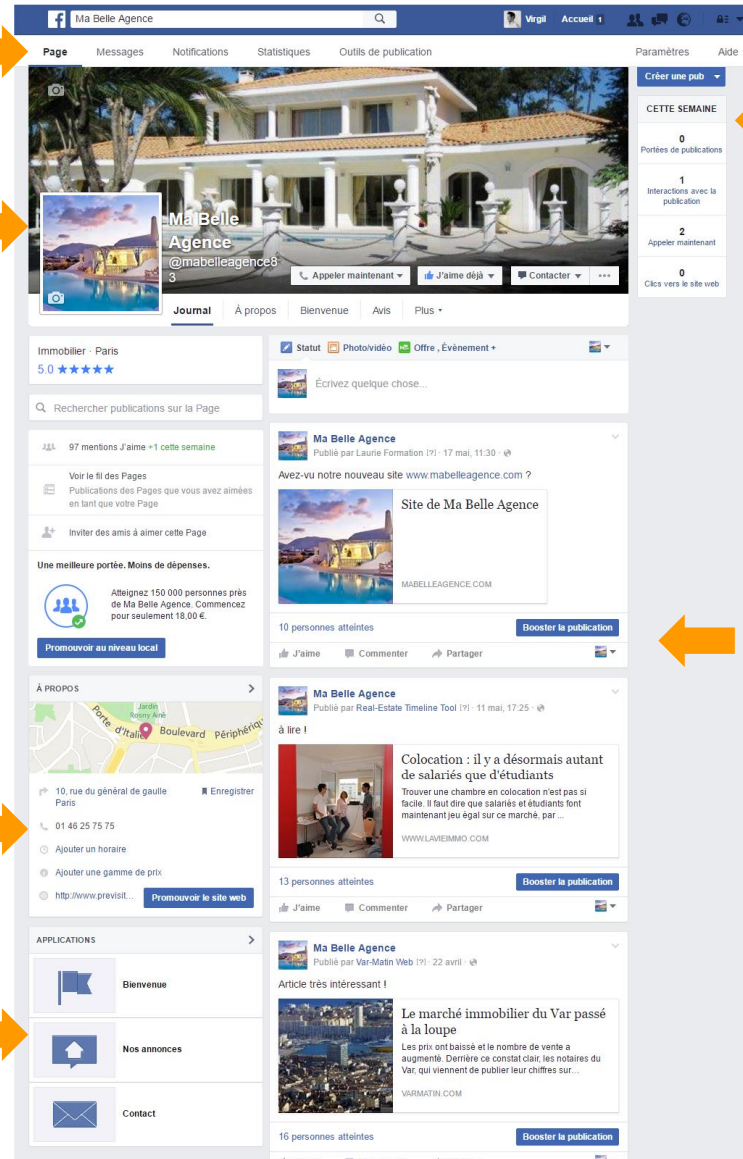 Ma Belle Agence
Virgil Accueil 1
Page Messages Notifications Statistiques Outils de publication Paramètres Aide
Créer une pub
CETTE SEMAINE
0
Portées de publications
1
Interactions avec la
publication
2
Appeler maintenant
0
Clics vers le site web
Ma Belle
Agence
@mabelleagence8
3
Appeler maintenant J'aime déjà Contacter
Journal À propos Bienvenue Avis Plus
Immobilier · Paris
5.0 ★★★★★
Rechercher publications sur la Page
97 mentions J'aime +1 cette semaine
Voir le fil des Pages
Publications des Pages que vous avez aimées
en tant que votre Page
Inviter des amis à aimer cette Page
Une meilleure portée. Moins de dépenses.
Atteignez 150 000 personnes près
de Ma Belle Agence. Commencez
pour seulement 18,00 €.
Promouvoir au niveau local
À PROPOS
Jardin
Rosny Aîné
Porte d'Italie
Boulevard Périphériqu
10, rue du général de gaulle
Paris
Enregistrer
01 46 25 75 75
Ajouter un horaire
Ajouter une gamme de prix
http://www.previsit...
Promouvoir le site web
APPLICATIONS
Bienvenue
Nos annonces
Contact
Statut Photo/vidéo Offre , Évènement +
Écrivez quelque chose...
Ma Belle Agence
Publié par Laurie Formation [?] · 17 mai, 11:30 ·
Avez-vu notre nouveau site www.mabelleagence.com ?
Site de Ma Belle Agence
MABELLEAGENCE.COM
10 personnes atteintes
Booster la publication
J'aime Commenter Partager
Ma Belle Agence
Publié par Real-Estate Timeline Tool [?] · 11 mai, 17:25 ·
à lire !
Colocation : il y a désormais autant
de salariés que d'étudiants
Trouver une chambre en colocation n'est pas si
facile. Il faut dire que salariés et étudiants font
maintenant jeu égal sur ce marché, par ...
WWW.LAVIEIMMO.COM
13 personnes atteintes
Booster la publication
J'aime Commenter Partager
Ma Belle Agence
Publié par Var-Matin Web [?] · 22 avril ·
Article très intéressant !
Le marché immobilier du Var passé
à la loupe
Les prix ont baissé et le nombre de vente a
augmenté. Derrière ce constat clair, les notaires du
Var, qui viennent de publier leur chiffres sur...
VARMATIN.COM
16 personnes atteintes
Booster la publication